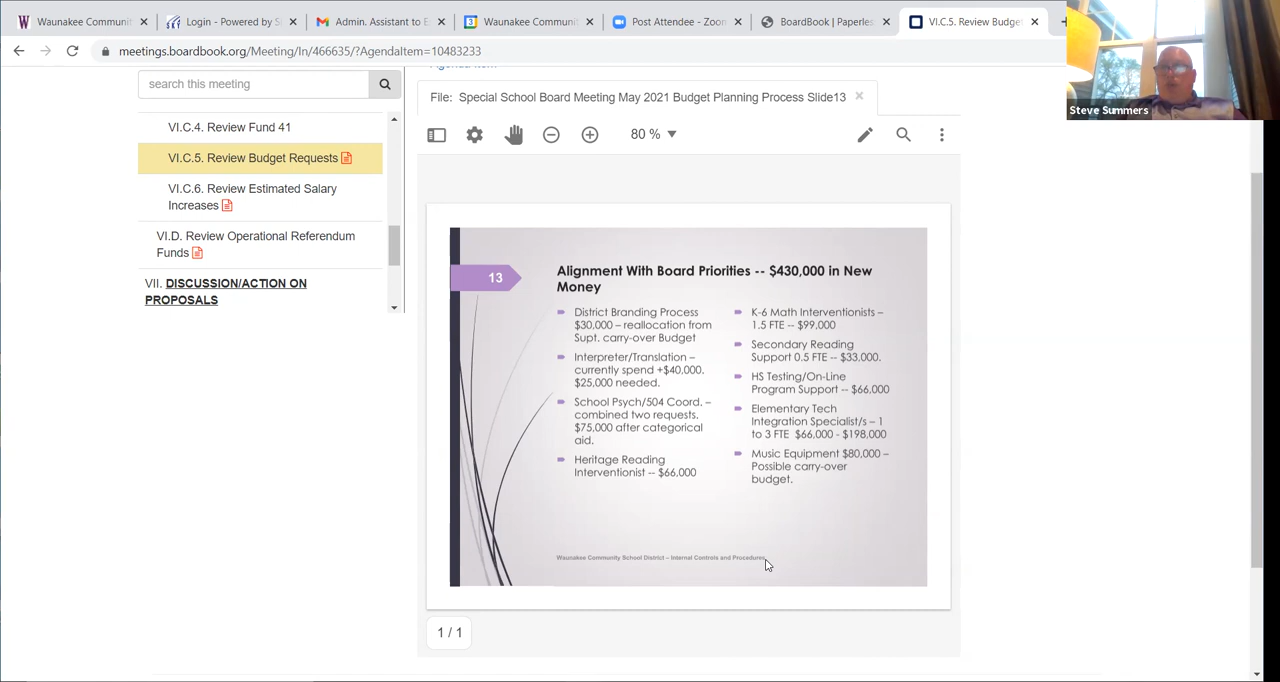 Waunakee Communi
Login - Powered by S
Admin. Assistant to E
Waunakee Communi
Post Attendee - Zoon
BoardBook | Paperles
VI.C.5. Review Budge
meetings.boardbook.org/Meeting/In/466635/?AgendaItem=10483233
Steve Summers
search this meeting
VI.C.4. Review Fund 41
VI.C.5. Review Budget Requests
VI.C.6. Review Estimated Salary
Increases
VI.D. Review Operational Referendum
Funds
VII. DISCUSSION/ACTION ON
PROPOSALS
File: Special School Board Meeting May 2021 Budget Planning Process Slide13
80 %
13
Alignment With Board Priorities -- $430,000 in New
Money
District Branding Process
$30,000 – reallocation from
Supt. carry-over Budget
Interpreter/Translation –
currently spend +$40,000.
$25,000 needed.
School Psych/504 Coord. –
combined two requests.
$75,000 after categorical
aid.
Heritage Reading
Interventionist -- $66,000
K-6 Math Interventionists –
1.5 FTE -- $99,000
Secondary Reading
Support 0.5 FTE -- $33,000.
HS Testing/On-Line
Program Support -- $66,000
Elementary Tech
Integration Specialist/s – 1
to 3 FTE $66,000 - $198,000
Music Equipment $80,000 –
Possible carry-over
budget.
Waunakee Community School District – Internal Controls and Procedures
1 / 1